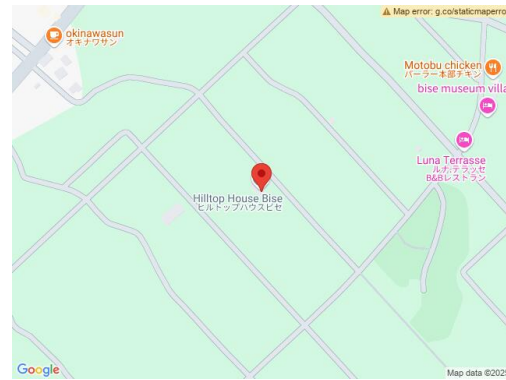 ⚠ Map error: g.co/staticmaperro
okinawasun
オキナワサン
Motobu chicken
パーラー本部チキン
bise museum villa
Luna Terrasse
ルナ・テラッセ
B&Bレストラン
Hilltop House Bise
ヒルトップハウスビセ
Google
Map data ©2025